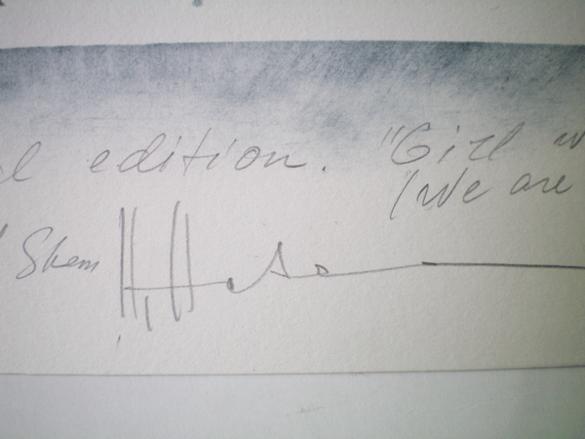 l edition. "Girl w
(We are
Shem